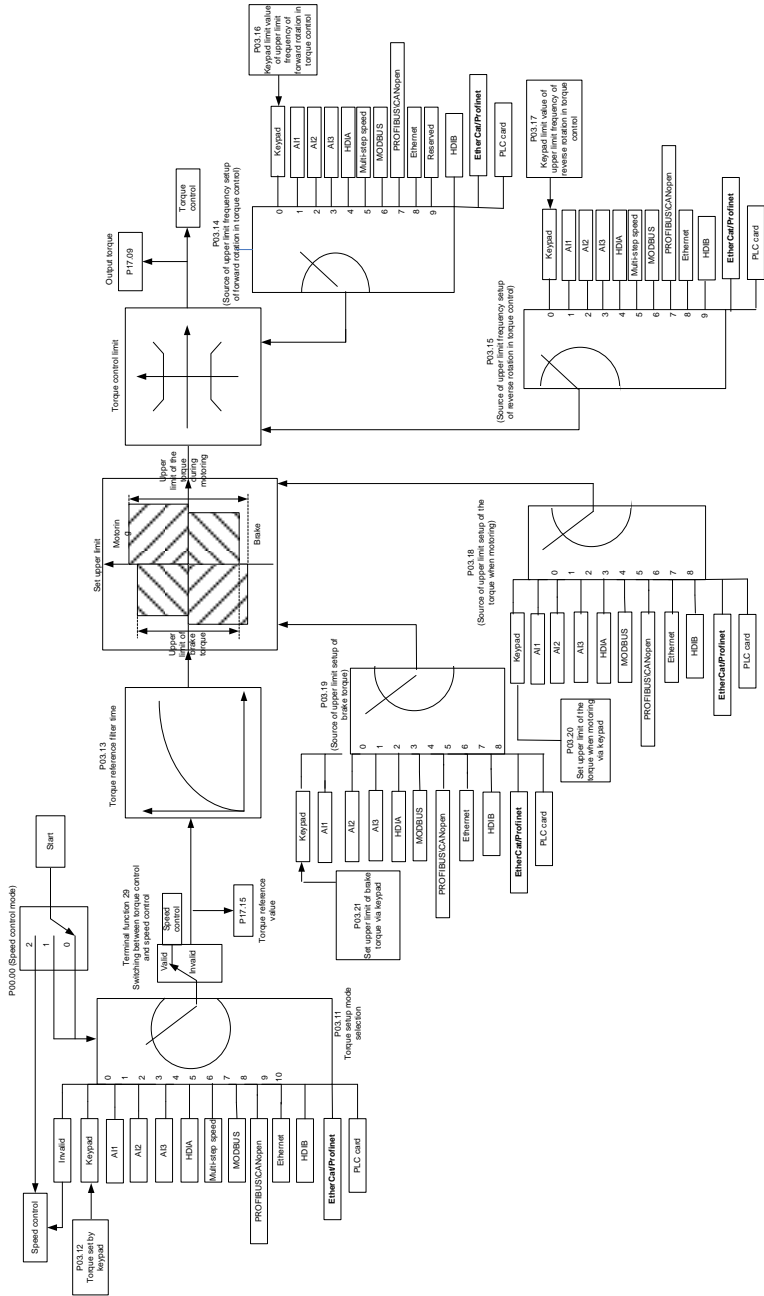 P00.00 (Speed control mode)
2
1
0
Start
Speed control
Invalid
Keypad
AI1
AI2
AI3
HDIA
Multi-step speed
MODBUS
PROFIBUS\CANopen
Ethernet
HDIB
EtherCat/Profinet
PLC card
P03.12
Torque set by
keypad
0
1
2
3
4
5
6
7
8
9
10
P03.11
Torque setup mode
selection
Terminal function 29
Switching between torque control
and speed control
Valid
Invalid
Speed
control
P17.15
Torque reference
value
P03.13
Torque reference filter time
Set upper limit
Motorin
g
Brake
Upper
limit of
brake
torque
Upper
limit of the
torque
during
motoring
Torque control limit
Output torque
P17.09
Torque
control
P03.21
Set upper limit of brake
torque via keypad
Keypad
AI1
AI2
AI3
HDIA
MODBUS
PROFIBUS\CANopen
Ethernet
HDIB
EtherCat/Profinet
PLC card
0
1
2
3
4
5
6
7
8
P03.19
(Source of upper limit setup of
brake torque)
P03.20
Set upper limit of the
torque when motoring
via keypad
Keypad
AI1
AI2
AI3
HDIA
MODBUS
PROFIBUS\CANopen
Ethernet
HDIB
EtherCat/Profinet
PLC card
0
1
2
3
4
5
6
7
8
P03.18
(Source of upper limit setup of the
torque when motoring)
P03.14
(Source of upper limit frequency setup
of forward rotation in torque control)
0
1
2
3
4
5
6
7
8
9
Keypad
AI1
AI2
AI3
HDIA
Multi-step speed
MODBUS
PROFIBUS\CANopen
Ethernet
Reserved
HDIB
EtherCat/Profinet
PLC card
P03.16
Keypad limit value
of upper limit
frequency of
forward rotation in
torque control
P03.15
(Source of upper limit frequency setup
of reverse rotation in torque control)
0
1
2
3
4
5
6
7
8
9
Keypad
AI1
AI2
AI3
HDIA
Multi-step speed
MODBUS
PROFIBUS\CANopen
Ethernet
HDIB
EtherCat/Profinet
PLC card
P03.17
Keypad limit value of
upper limit frequency of
reverse rotation in torque
control